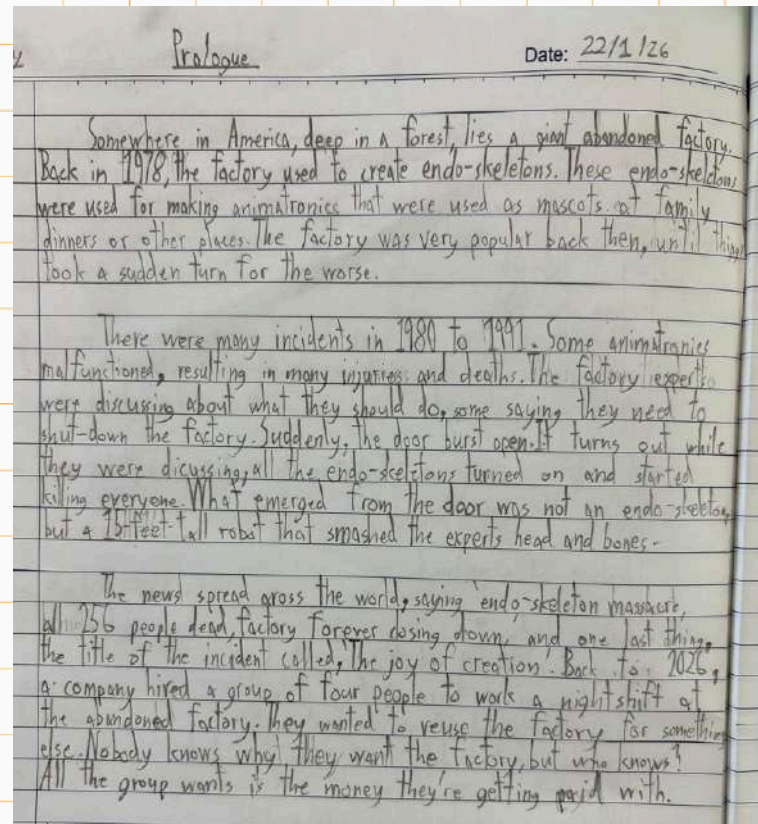 Prologue
Date: 22/1/26
Somewhere in America, deep in a forest, lies a giant abandoned factory.
Back in 1978, the factory used to create endo-skeletons. These endo-skeletons
were used for making animatronics that were used as mascots at family
dinners or other places. The factory was very popular back then, until things
took a sudden turn for the worse.
There were many incidents in 1980 to 1991. Some animatronics
malfunctioned, resulting in many injuries and deaths. The factory experts
were discussing about what they should do, some saying they need to
shut-down the factory. Suddenly, the door burst open. It turns out while
they were dicussing, all the endo-skeletons turned on and started
killing everyone. What emerged from the door was not an endo-skeleton,
but a 15-feet-tall robot that smashed the experts head and bones.
The news spread aross the world, saying 'endo-skeleton massacre,
all 256 people dead, factory forever closing down, and one last thing,
the title of the incident called, 'The joy of creation'. Back to 2026,
a company hired a group of four people to work a nightshift at
the abandoned factory. They wanted to reuse the factory for something
else. Nobody knows why they want the factory, but who knows?
All the group wants is the money they're getting paid with.